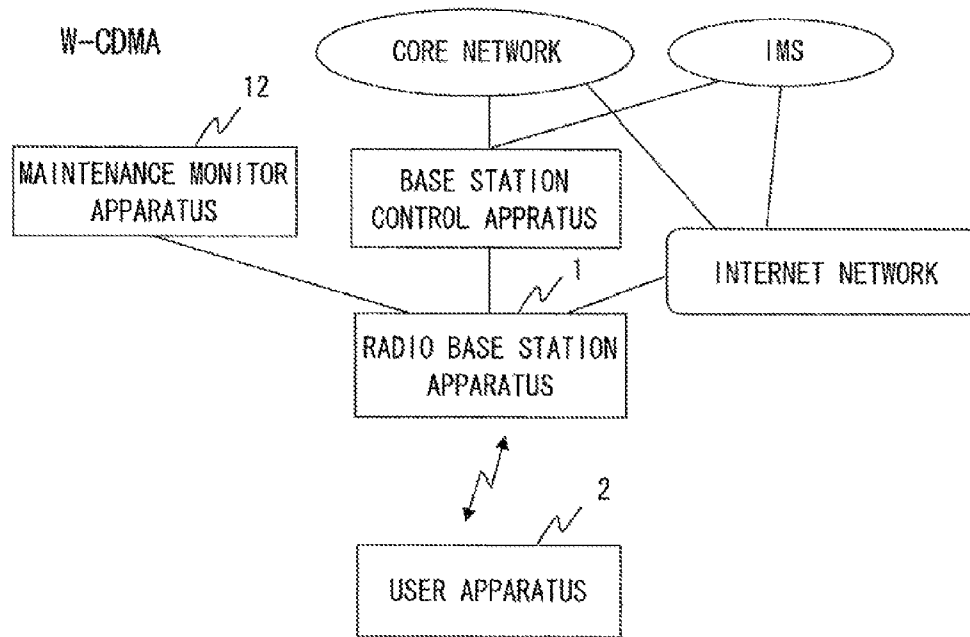 W-CDMA
CORE NETWORK
IMS
12
MAINTENANCE MONITOR
APPARATUS
BASE STATION
CONTROL APPRATUS
INTERNET NETWORK
1
RADIO BASE STATION
APPARATUS
2
USER APPARATUS